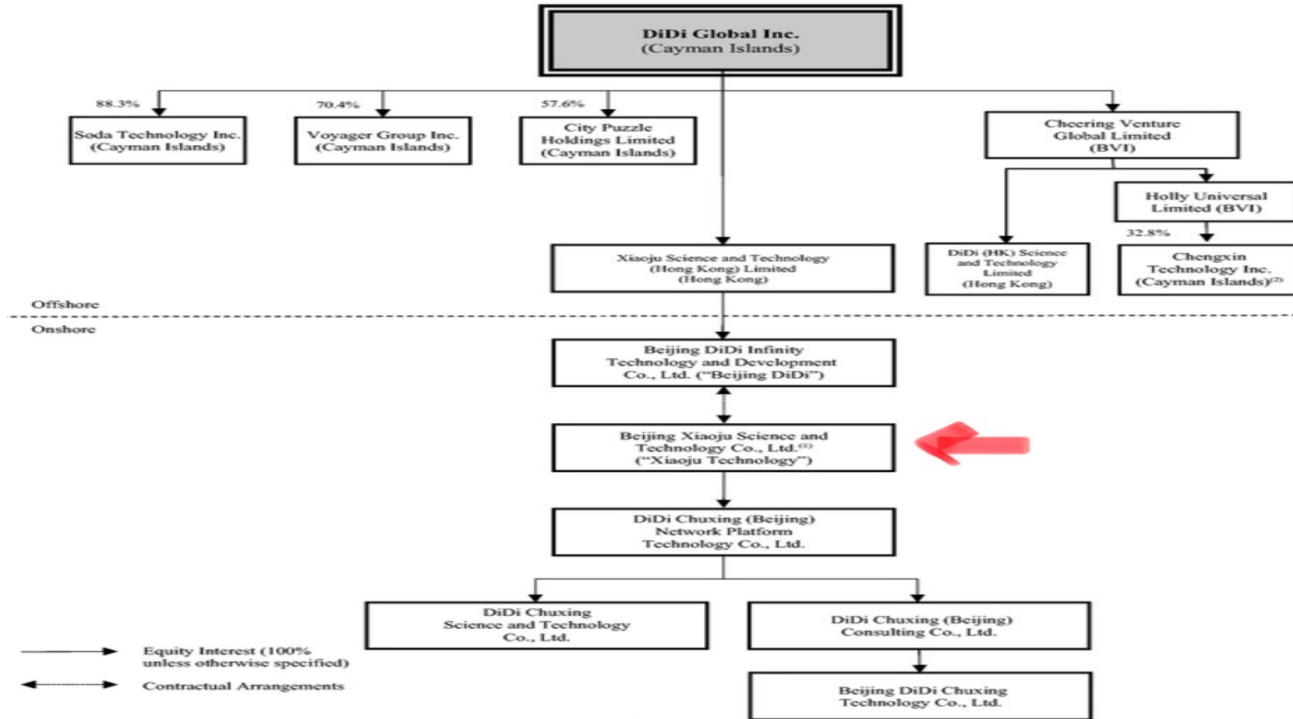 DiDi Global Inc.
(Cayman Islands)
88.3%
70.4%
57.6%
Soda Technology Inc.
(Cayman Islands)
Voyager Group Inc.
(Cayman Islands)
City Puzzle
Holdings Limited
(Cayman Islands)
Cheering Venture
Global Limited
(BVI)
Holly Universal
Limited (BVI)
32.8%
Xiaoju Science and Technology
(Hong Kong) Limited
(Hong Kong)
DiDi (HK) Science
and Technology
Limited
(Hong Kong)
Chengxin
Technology Inc.
(Cayman Islands)(2)
Offshore
Onshore
Beijing DiDi Infinity
Technology and Development
Co., Ltd. (“Beijing DiDi”)
Beijing Xiaoju Science and
Technology Co., Ltd.(1)
(“Xiaoju Technology”)
DiDi Chuxing (Beijing)
Network Platform
Technology Co., Ltd.
DiDi Chuxing
Science and Technology
Co., Ltd.
DiDi Chuxing (Beijing)
Consulting Co., Ltd.
Equity Interest (100%
unless otherwise specified)
Contractual Arrangements
Beijing DiDi Chuxing
Technology Co., Ltd.